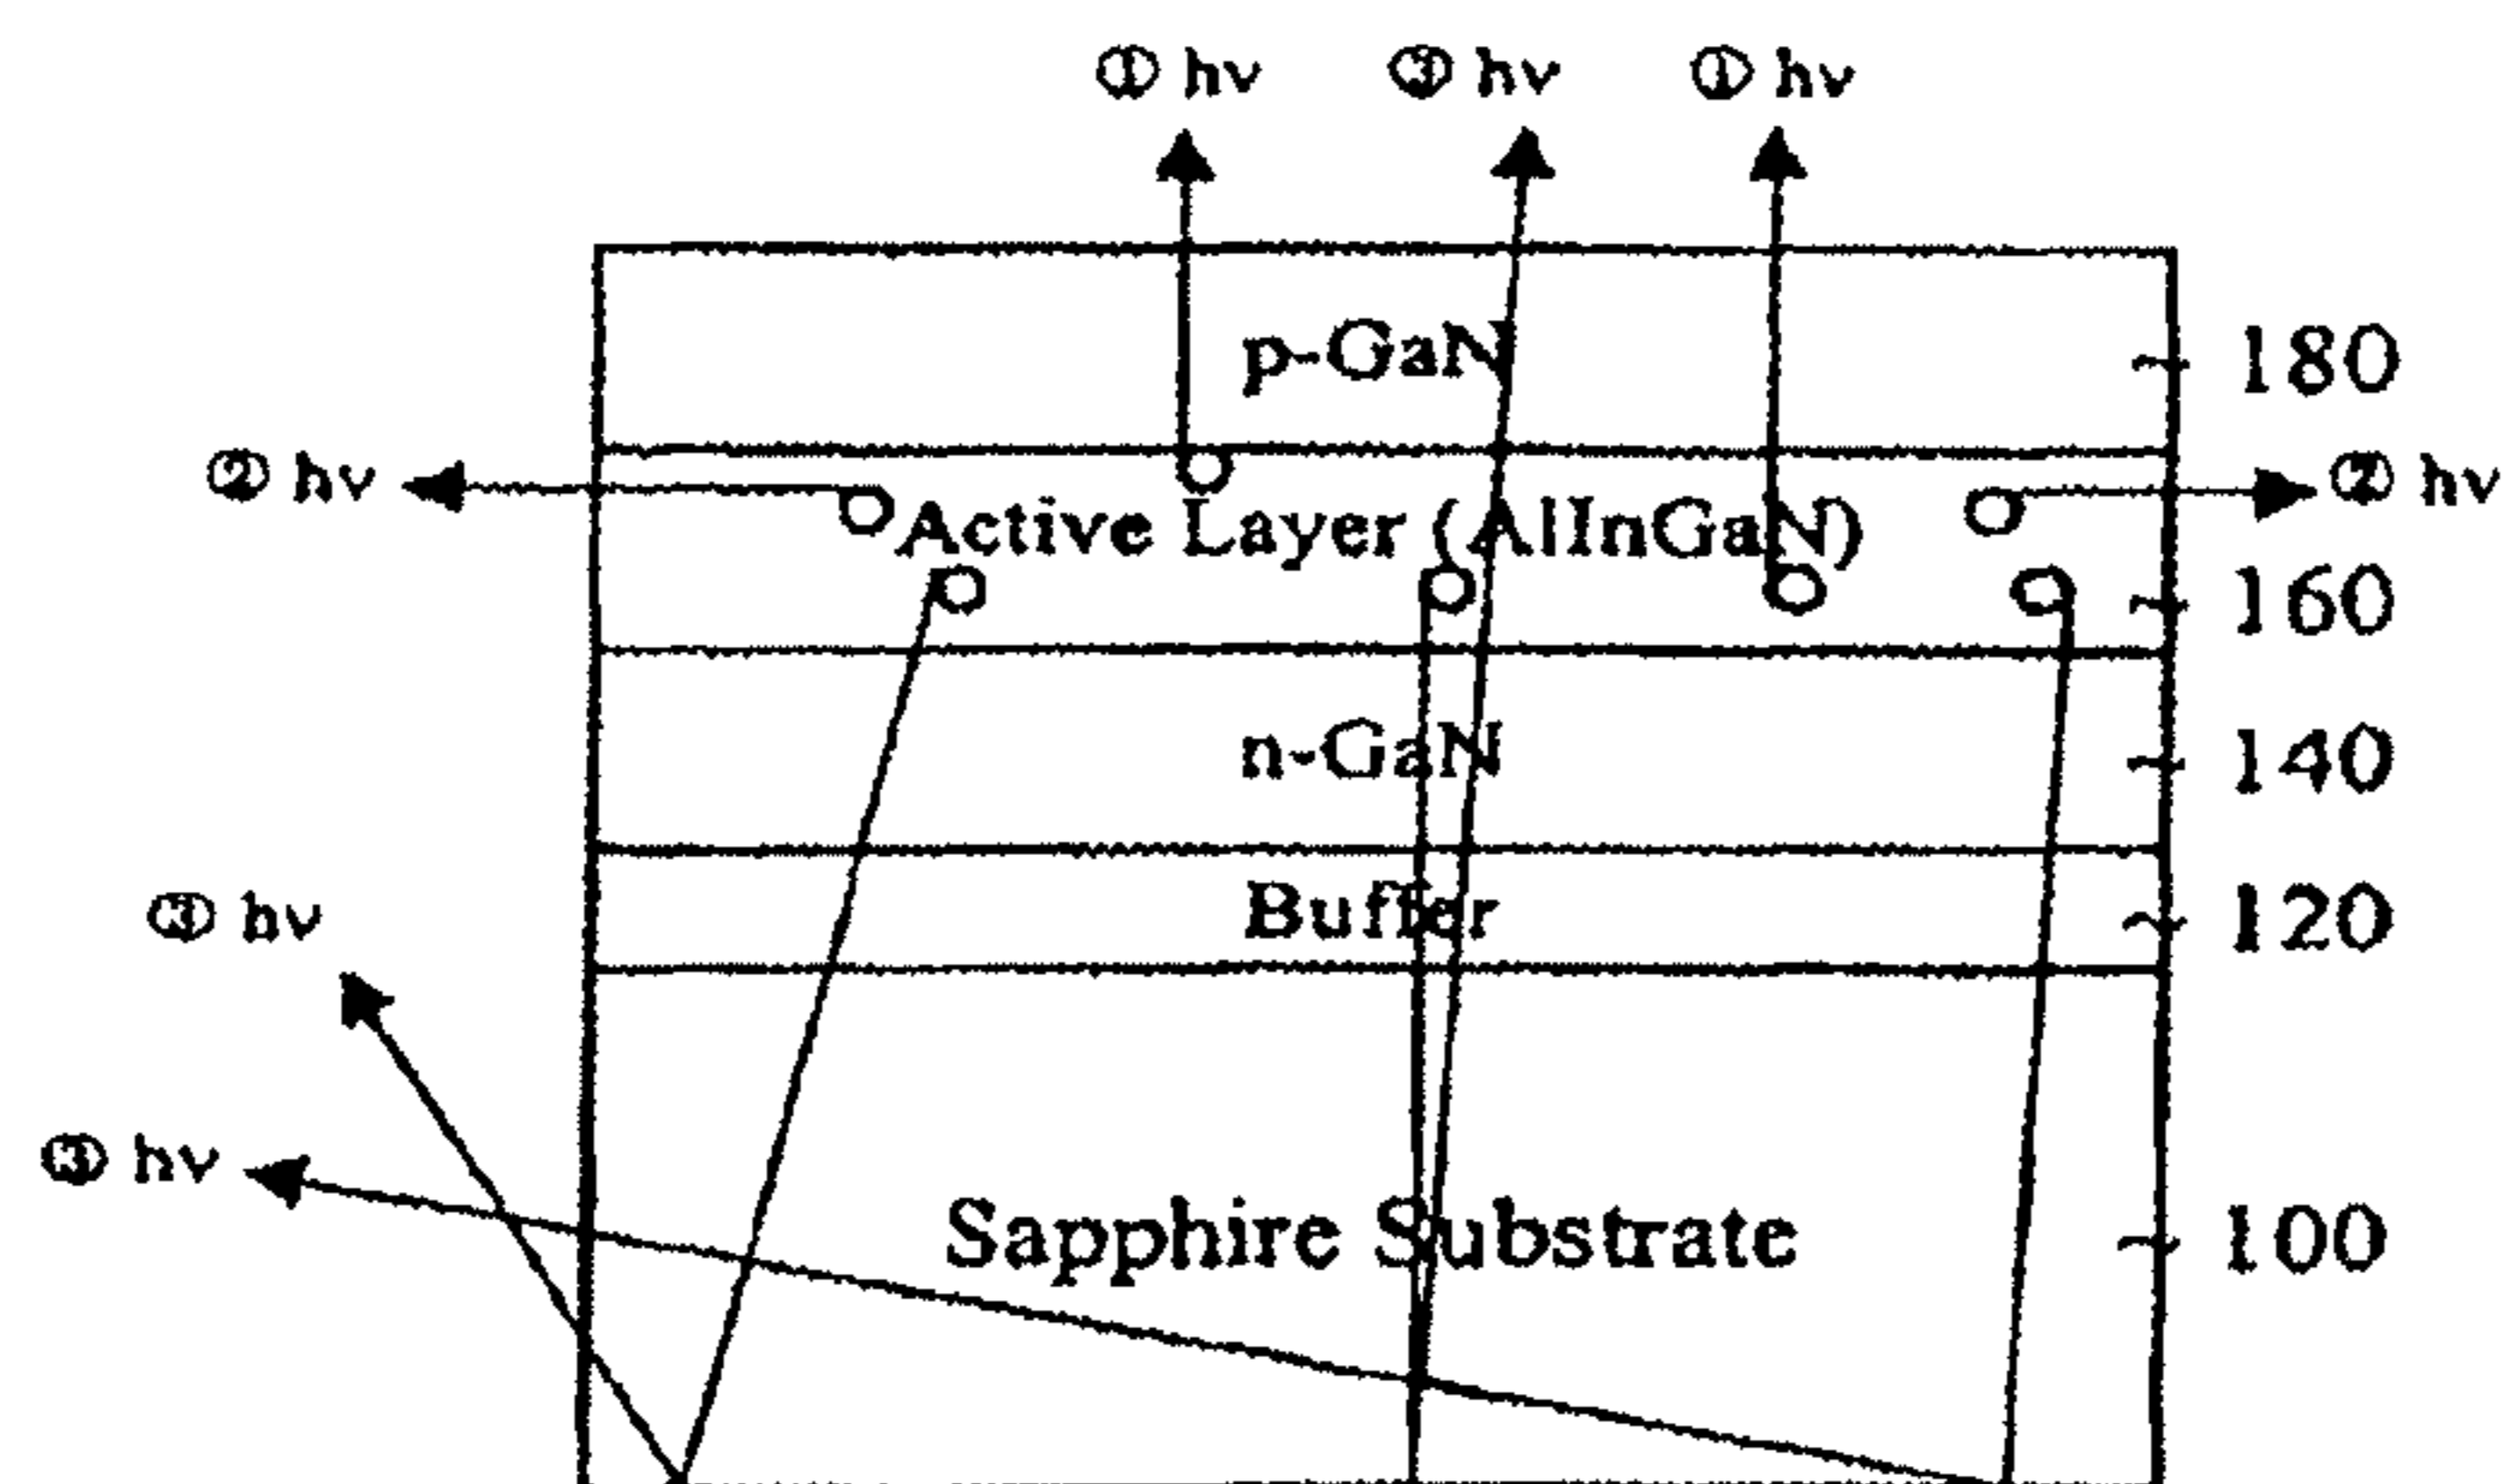 ① hν ③ hν ① hν
p-GaN 180
② hν ② hν
Active Layer (AlInGaN)
160
n-GaN 140
③ hν Buffer 120
③ hν
Sapphire Substrate 100